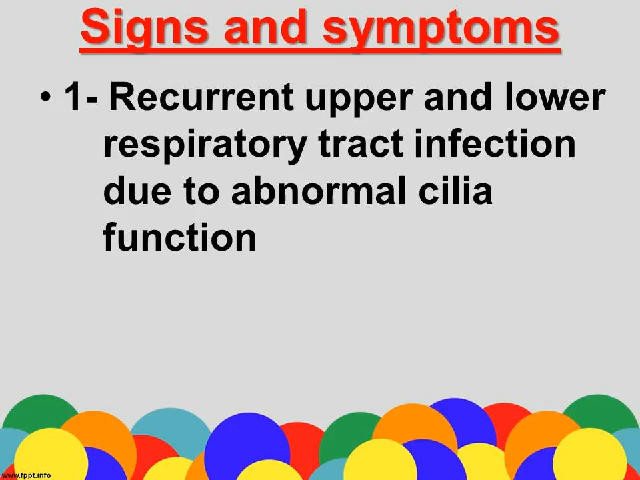 Signs and symptoms
• 1- Recurrent upper and lower
respiratory tract infection
due to abnormal cilia
function
www.fppt.info